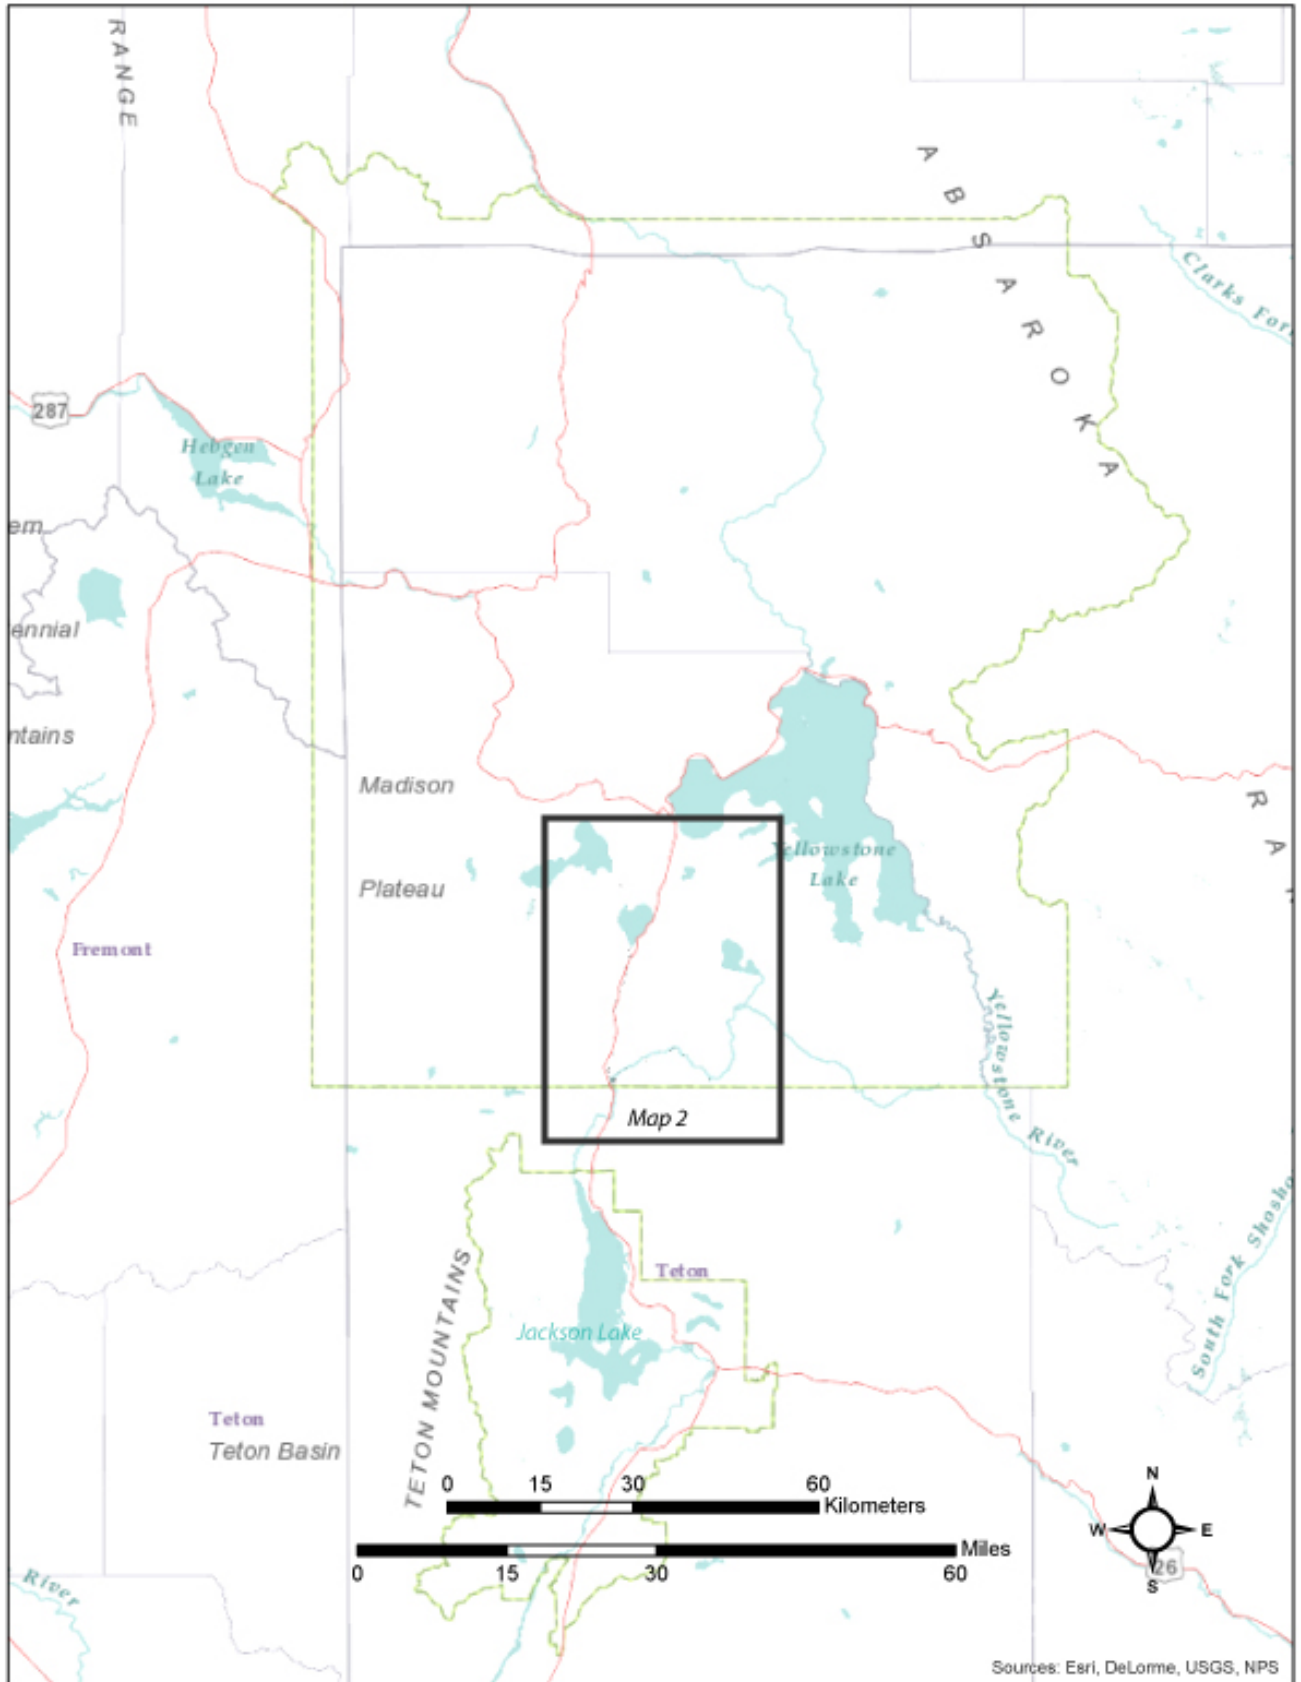 RANGE
ABSAROKA
Clarks For
287
Hebgen
Lake
ern
ennial
ntains
Madison
Plateau
Yellowstone
Lake
RA
Fremont
Yellowstone River
Map 2
South Fork Shosho
TETON MOUNTAINS
Teton
Jackson Lake
Teton
Teton Basin
0 15 30 60
Kilometers
Miles
0 15 30 60
N
W E
S
26
River
Sources: Esri, DeLorme, USGS, NPS